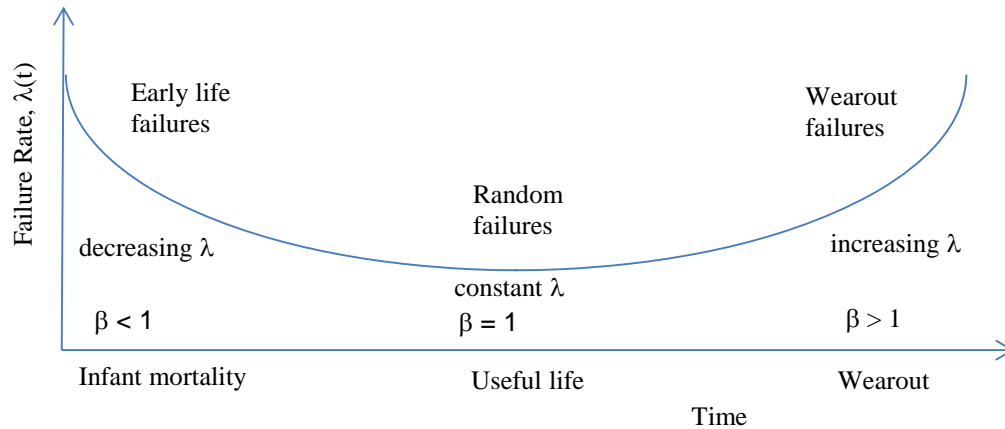 Failure Rate, λ(t)
Early life
failures
Wearout
failures
Random
failures
decreasing λ
increasing λ
constant λ
β < 1
β = 1
β > 1
Infant mortality
Useful life
Wearout
Time